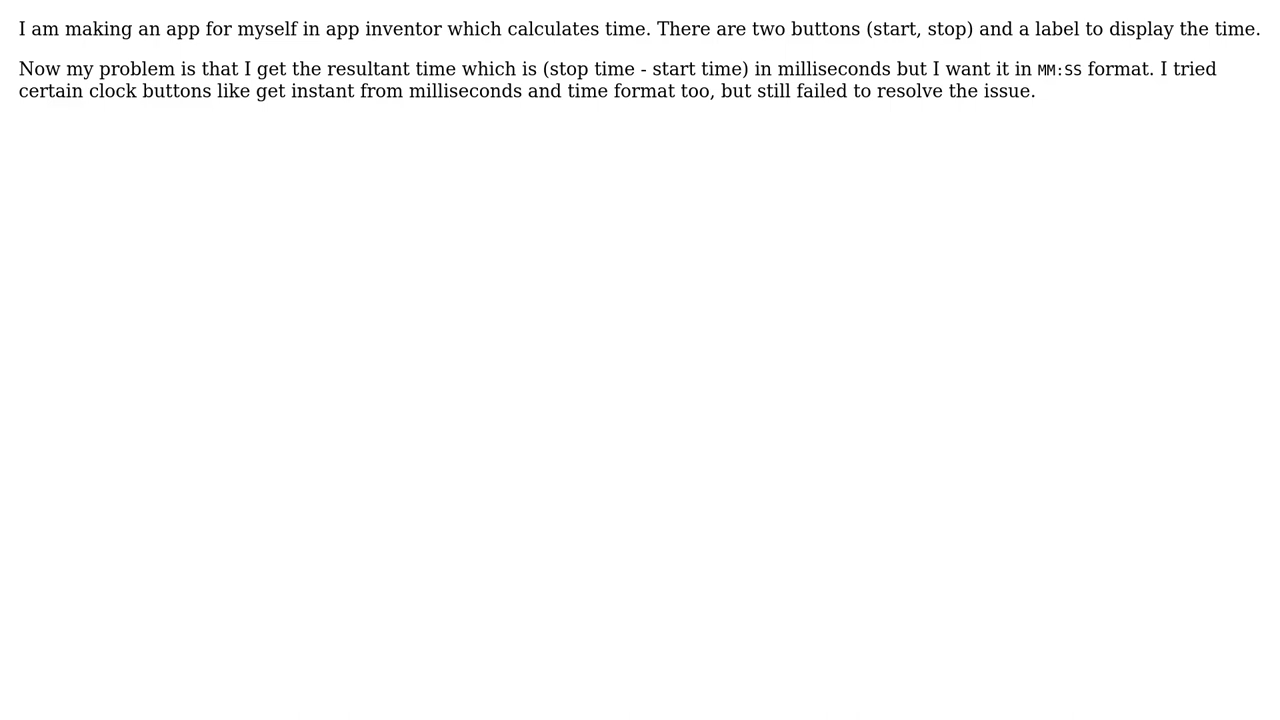 I am making an app for myself in app inventor which calculates time. There are two buttons (start, stop) and a label to display the time.
Now my problem is that I get the resultant time which is (stop time - start time) in milliseconds but I want it in MM:SS format. I tried
certain clock buttons like get instant from milliseconds and time format too, but still failed to resolve the issue.